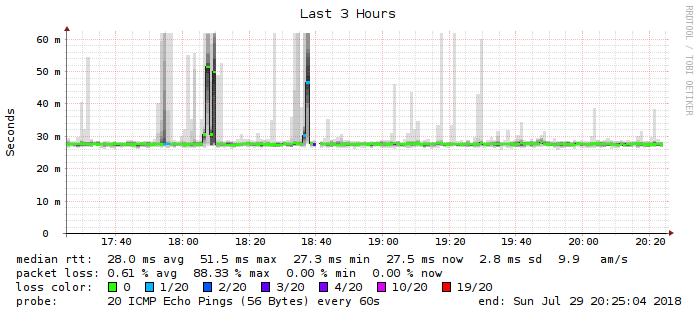 Last 3 Hours
RRDTOOL / TOBI OETIKER
Seconds
60 m
50 m
40 m
30 m
20 m
10 m
0
17:40 18:00 18:20 18:40 19:00 19:20 19:40 20:00 20:20
median rtt: 28.0 ms avg 51.5 ms max 27.3 ms min 27.5 ms now 2.8 ms sd 9.9 am/s
packet loss: 0.61 % avg 88.33 % max 0.00 % min 0.00 % now
loss color: 0 1/20 2/20 3/20 4/20 10/20 19/20
probe: 20 ICMP Echo Pings (56 Bytes) every 60s end: Sun Jul 29 20:25:04 2018